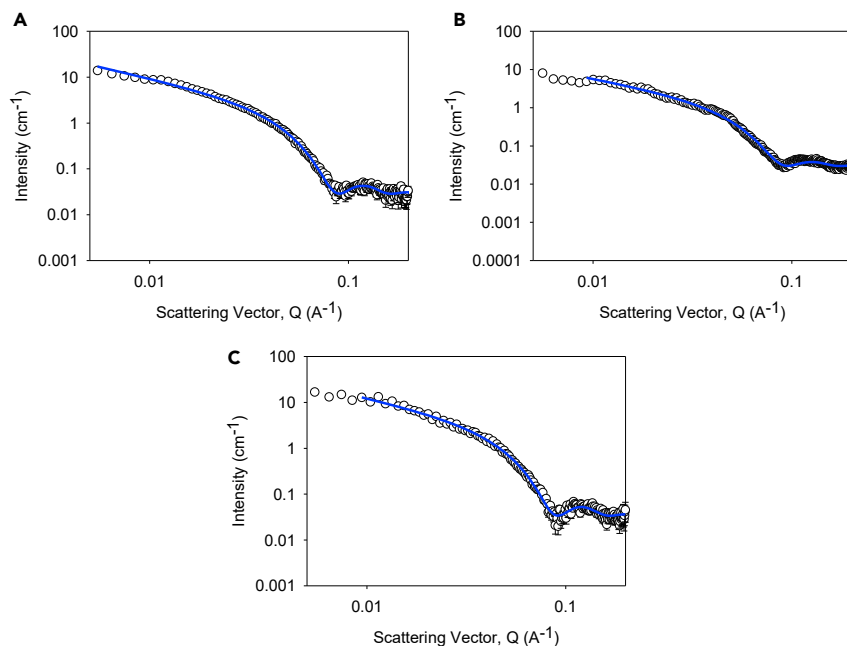 A
100
10
1
0.1
0.01
0.001
0.01
0.1
Intensity (cm-1)
Scattering Vector, Q (A-1)
B
100
10
1
0.1
0.01
0.001
0.0001
0.01
0.1
Intensity (cm-1)
Scattering Vector, Q (A-1)
C
100
10
1
0.1
0.01
0.001
0.01
0.1
Intensity (cm-1)
Scattering Vector, Q (A-1)